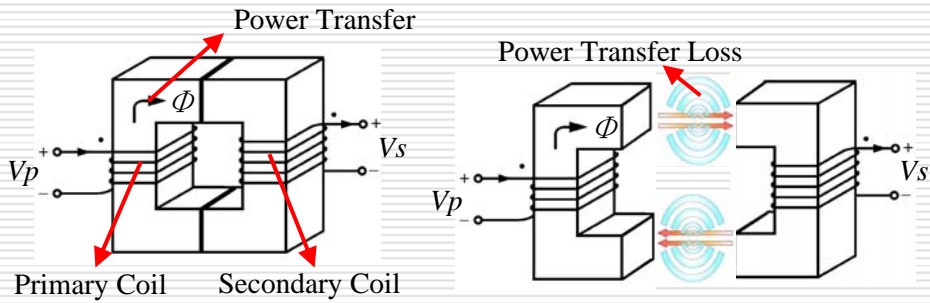 Power Transfer
Φ
+
Vp
−
+
Vs
−
Primary Coil
Secondary Coil
Power Transfer Loss
Φ
+
Vp
−
+
Vs
−